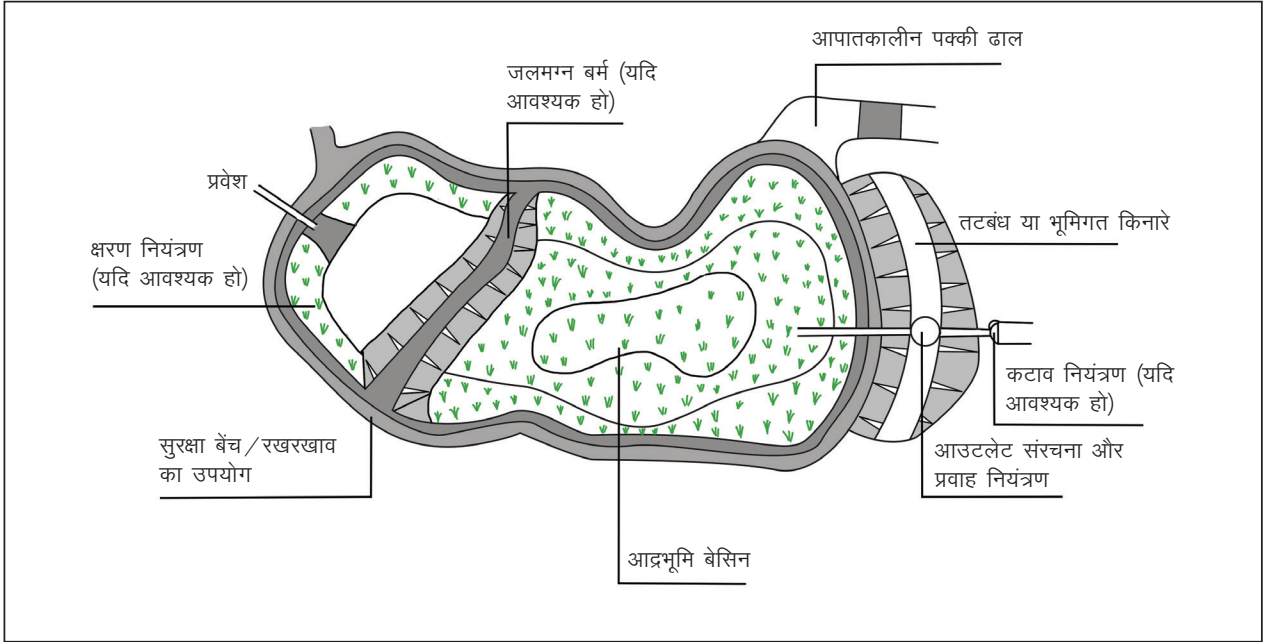 आपातकालीन पक्की ढाल
जलमग्न बर्म (यदि
आवश्यक हो)
प्रवेश
तटबंध या भूमिगत किनारे
क्षरण नियंत्रण
(यदि आवश्यक हो)
कटाव नियंत्रण (यदि
आवश्यक हो)
सुरक्षा बेंच/रखरखाव
का उपयोग
आउटलेट संरचना और
प्रवाह नियंत्रण
आद्रभूमि बेसिन